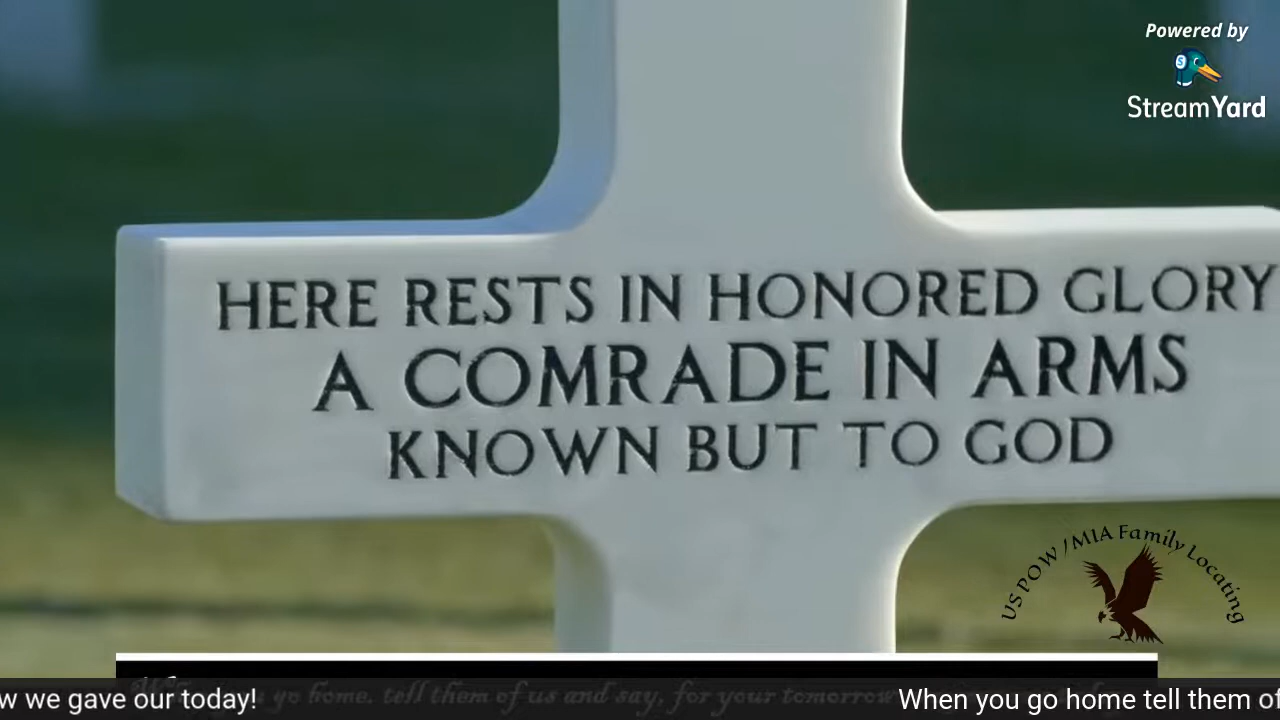 Powered by
StreamYard
HERE RESTS IN HONORED GLORY
A COMRADE IN ARMS
KNOWN BUT TO GOD
US POW/MIA Family Locating
go home, tell them of us and say, for your tomorrow
w we gave our today!
When you go home tell them of